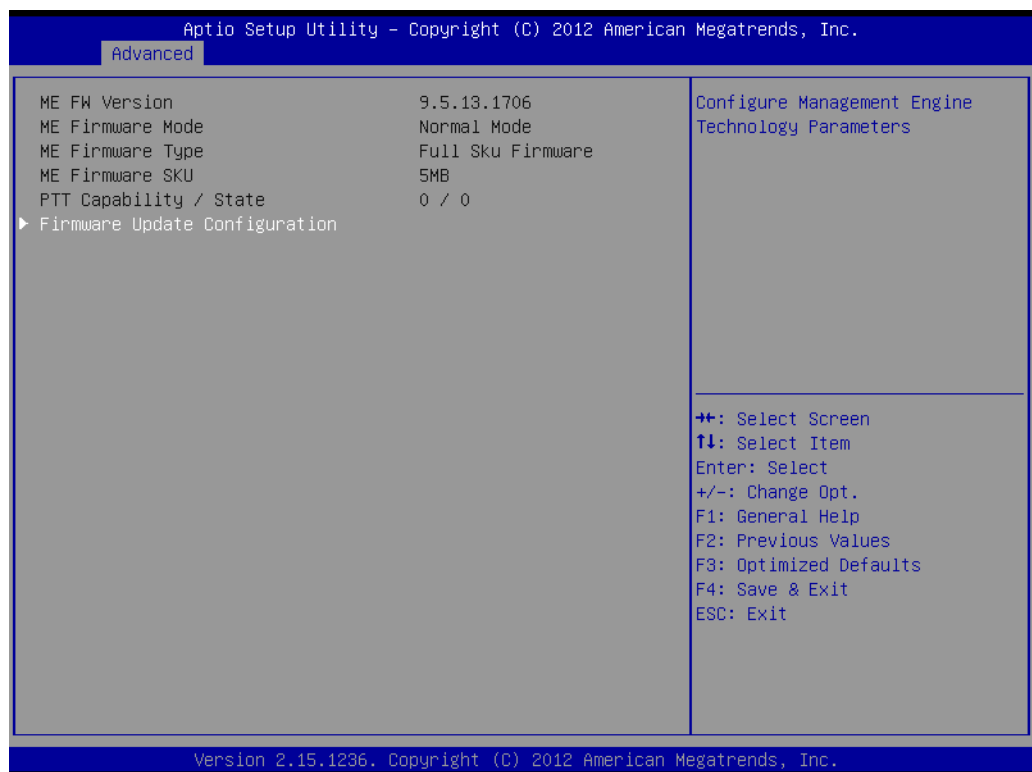 Aptio Setup Utility – Copyright (C) 2012 American Megatrends, Inc.
Advanced
ME FW Version 9.5.13.1706
ME Firmware Mode Normal Mode
ME Firmware Type Full Sku Firmware
ME Firmware SKU 5MB
PTT Capability / State 0 / 0
► Firmware Update Configuration
Configure Management Engine
Technology Parameters
→←: Select Screen
↑↓: Select Item
Enter: Select
+/-: Change Opt.
F1: General Help
F2: Previous Values
F3: Optimized Defaults
F4: Save & Exit
ESC: Exit
Version 2.15.1236. Copyright (C) 2012 American Megatrends, Inc.